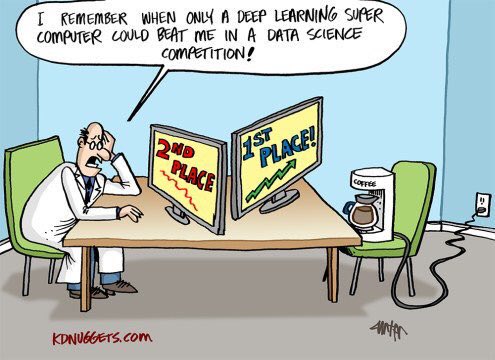 I REMEMBER WHEN ONLY A DEEP LEARNING SUPER
COMPUTER COULD BEAT ME IN A DATA SCIENCE
COMPETITION!
2ND
PLACE
1ST
PLACE!
COFFEE
KDNUGGETS.COM